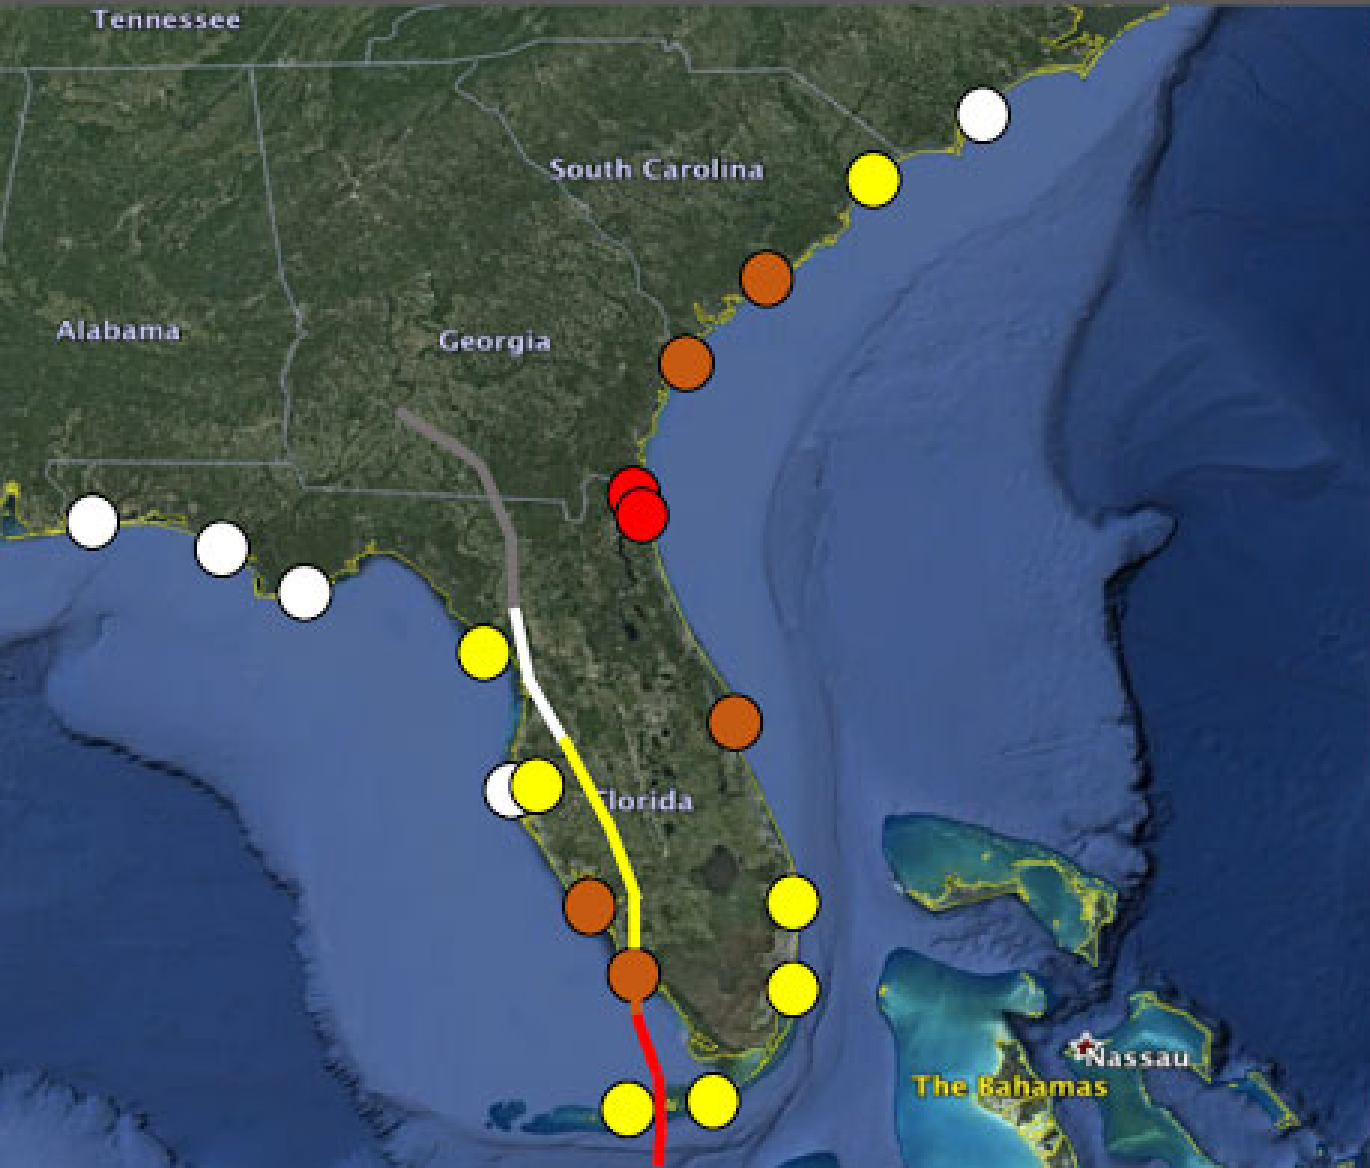 Tennessee
South Carolina
Alabama
Georgia
Florida
Nassau
The Bahamas